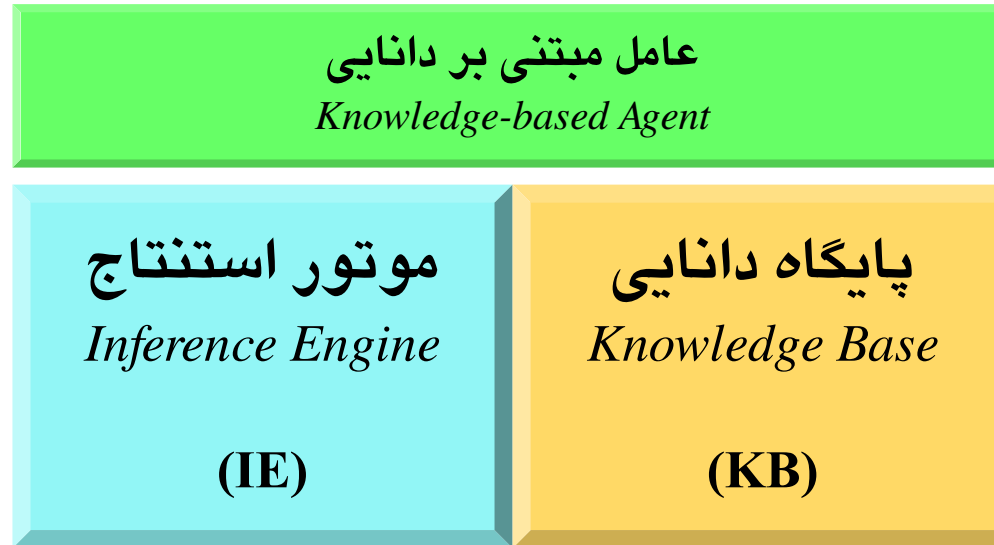 عامل مبتنی بر دانایی
Knowledge-based Agent
پایگاه دانایی
Knowledge Base
(KB)
موتور استنتاج
Inference Engine
(IE)